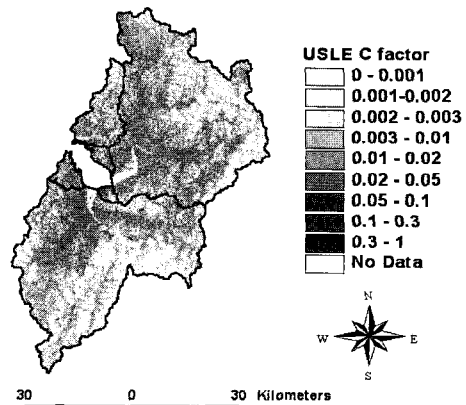 USLE C factor
0 - 0.001
0.001-0.002
0.002 - 0.003
0.003 - 0.01
0.01 - 0.02
0.02 - 0.05
0.05 - 0.1
0.1 - 0.3
0.3 - 1
No Data
N
W E
S
30 0 30 Kilometers